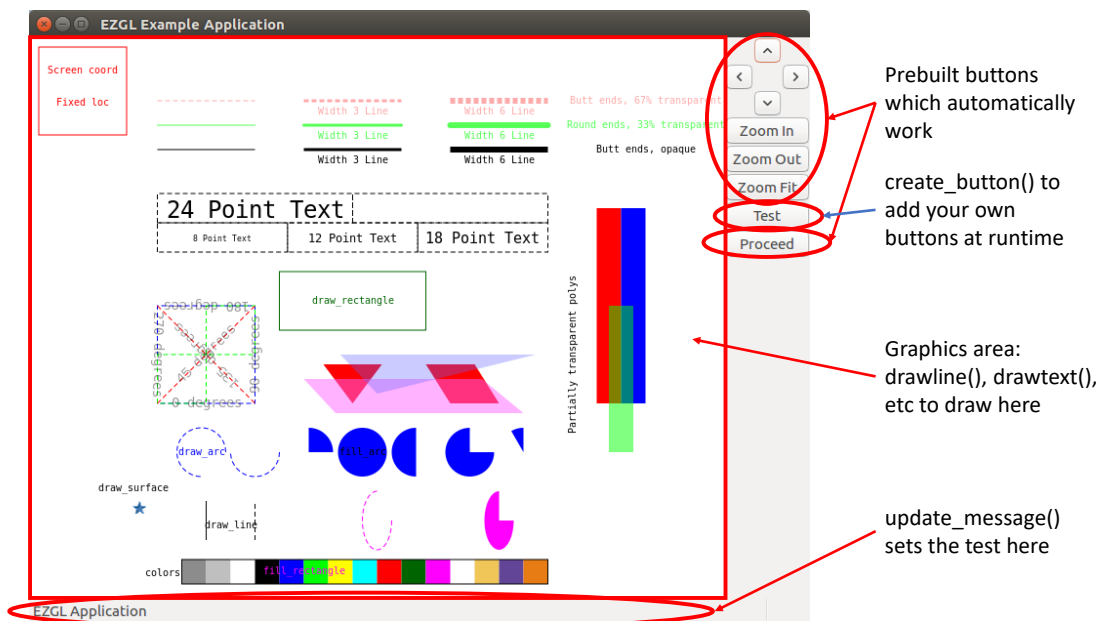 EZGL Example Application
Screen coord
Fixed loc
Width 3 Line
Width 6 Line
Butt ends, 67% transparent
Width 3 Line
Width 6 Line
Round ends, 33% transparent
Width 3 Line
Width 6 Line
Butt ends, opaque
Zoom In
Zoom Out
Zoom Fit
Test
Proceed
Prebuilt buttons
which automatically
work
create_button() to
add your own
buttons at runtime
24 Point Text
8 Point Text
12 Point Text
18 Point Text
draw_rectangle
180 degrees
270 degrees
90 degrees
45 degrees
0 degrees
Partially transparent polys
Graphics area:
drawline(), drawtext(),
etc to draw here
draw_arc
fill_arc
draw_surface
draw_line
colors
fill_rectangle
update_message()
sets the test here
EZGL Application